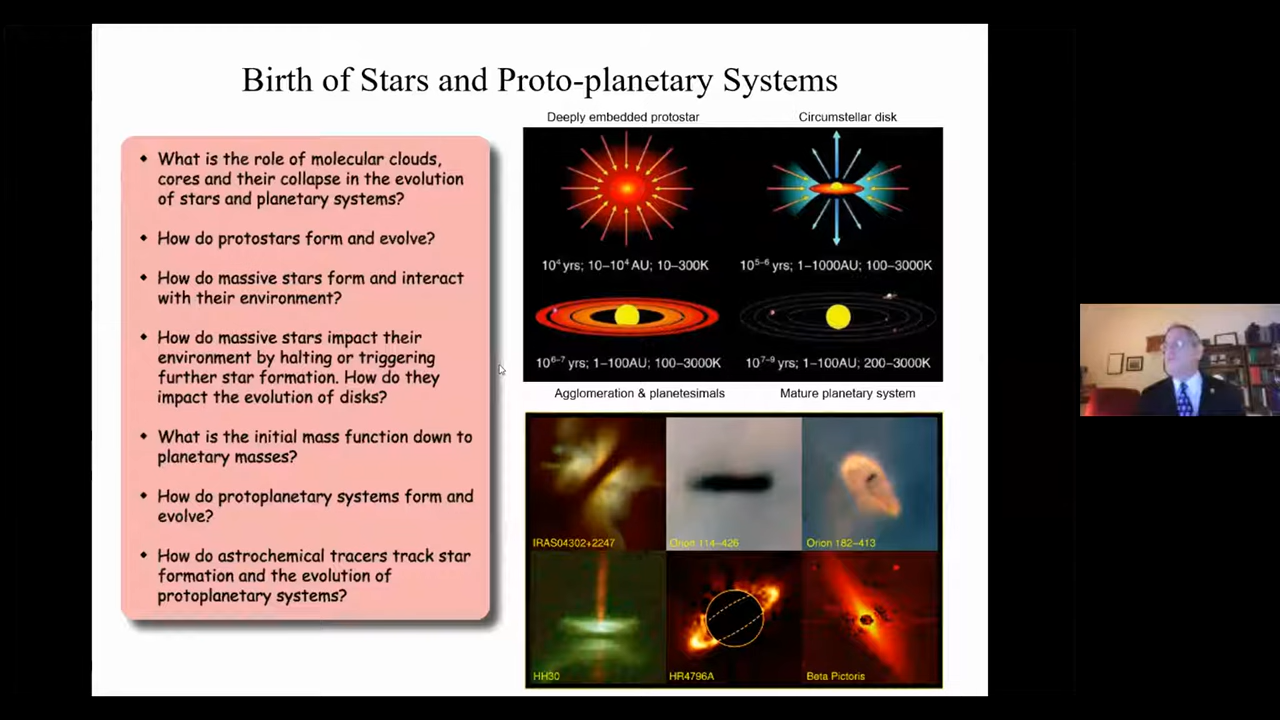 Birth of Stars and Proto-planetary Systems
◆ What is the role of molecular clouds,
cores and their collapse in the evolution
of stars and planetary systems?
◆ How do protostars form and evolve?
◆ How do massive stars form and interact
with their environment?
◆ How do massive stars impact their
environment by halting or triggering
further star formation. How do they
impact the evolution of disks?
◆ What is the initial mass function down to
planetary masses?
◆ How do protoplanetary systems form and
evolve?
◆ How do astrochemical tracers track star
formation and the evolution of
protoplanetary systems?
Deeply embedded protostar
Circumstellar disk
10⁴ yrs; 10–10⁴ AU; 10–300K
10⁵⁻⁶ yrs; 1–1000AU; 100–3000K
10⁶⁻⁷ yrs; 1–100AU; 100–3000K
10⁷⁻⁹ yrs; 1–100AU; 200–3000K
Agglomeration & planetesimals
Mature planetary system
IRAS04302+2247
Orion 114–426
Orion 182–413
HH30
HR4796A
Beta Pictoris